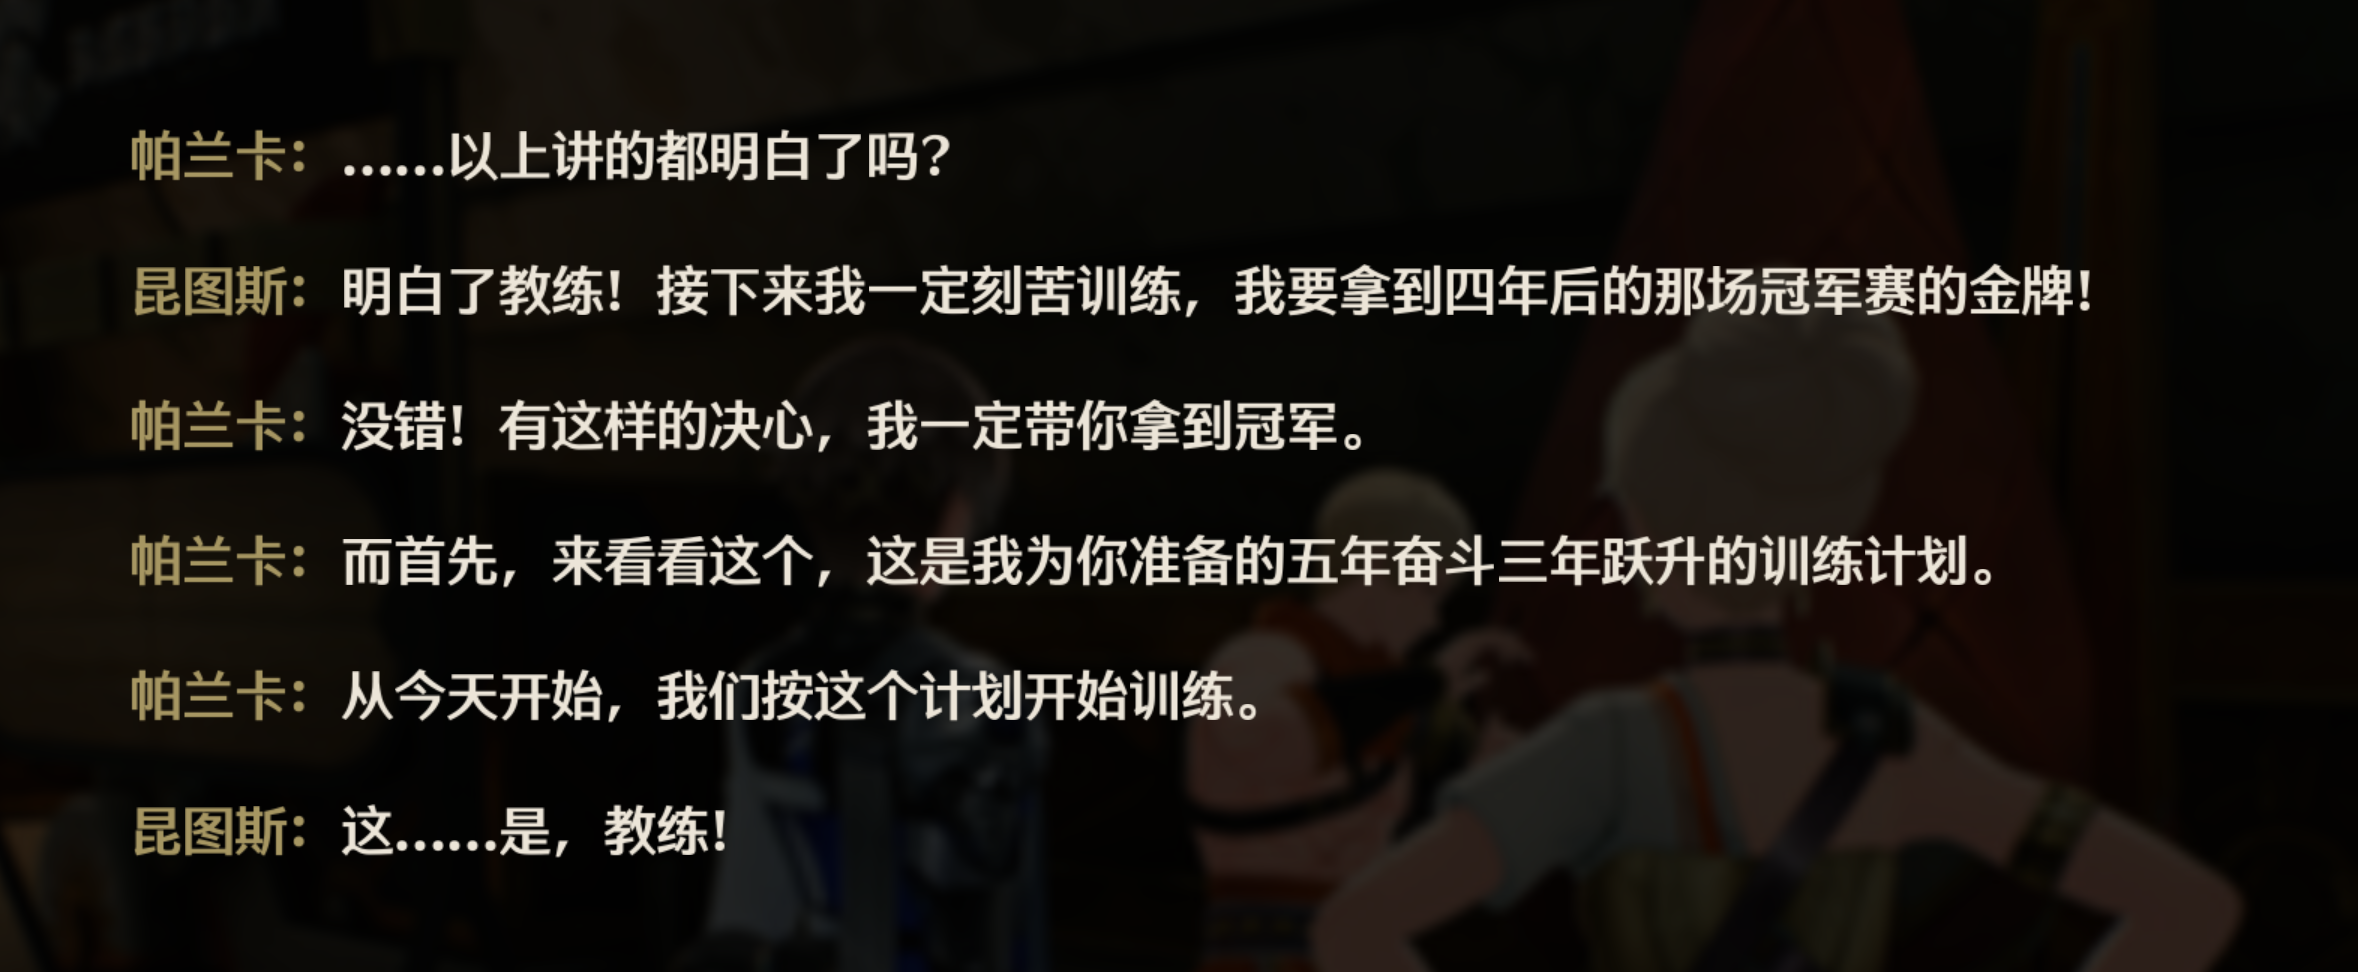 帕兰卡：……以上讲的都明白了吗？
昆图斯：明白了教练！接下来我一定刻苦训练，我要拿到四年后的那场冠军赛的金牌！
帕兰卡：没错！有这样的决心，我一定带你拿到冠军。
帕兰卡：而首先，来看看这个，这是我为你准备的五年奋斗三年跃升的训练计划。
帕兰卡：从今天开始，我们按这个计划开始训练。
昆图斯：这……是，教练！